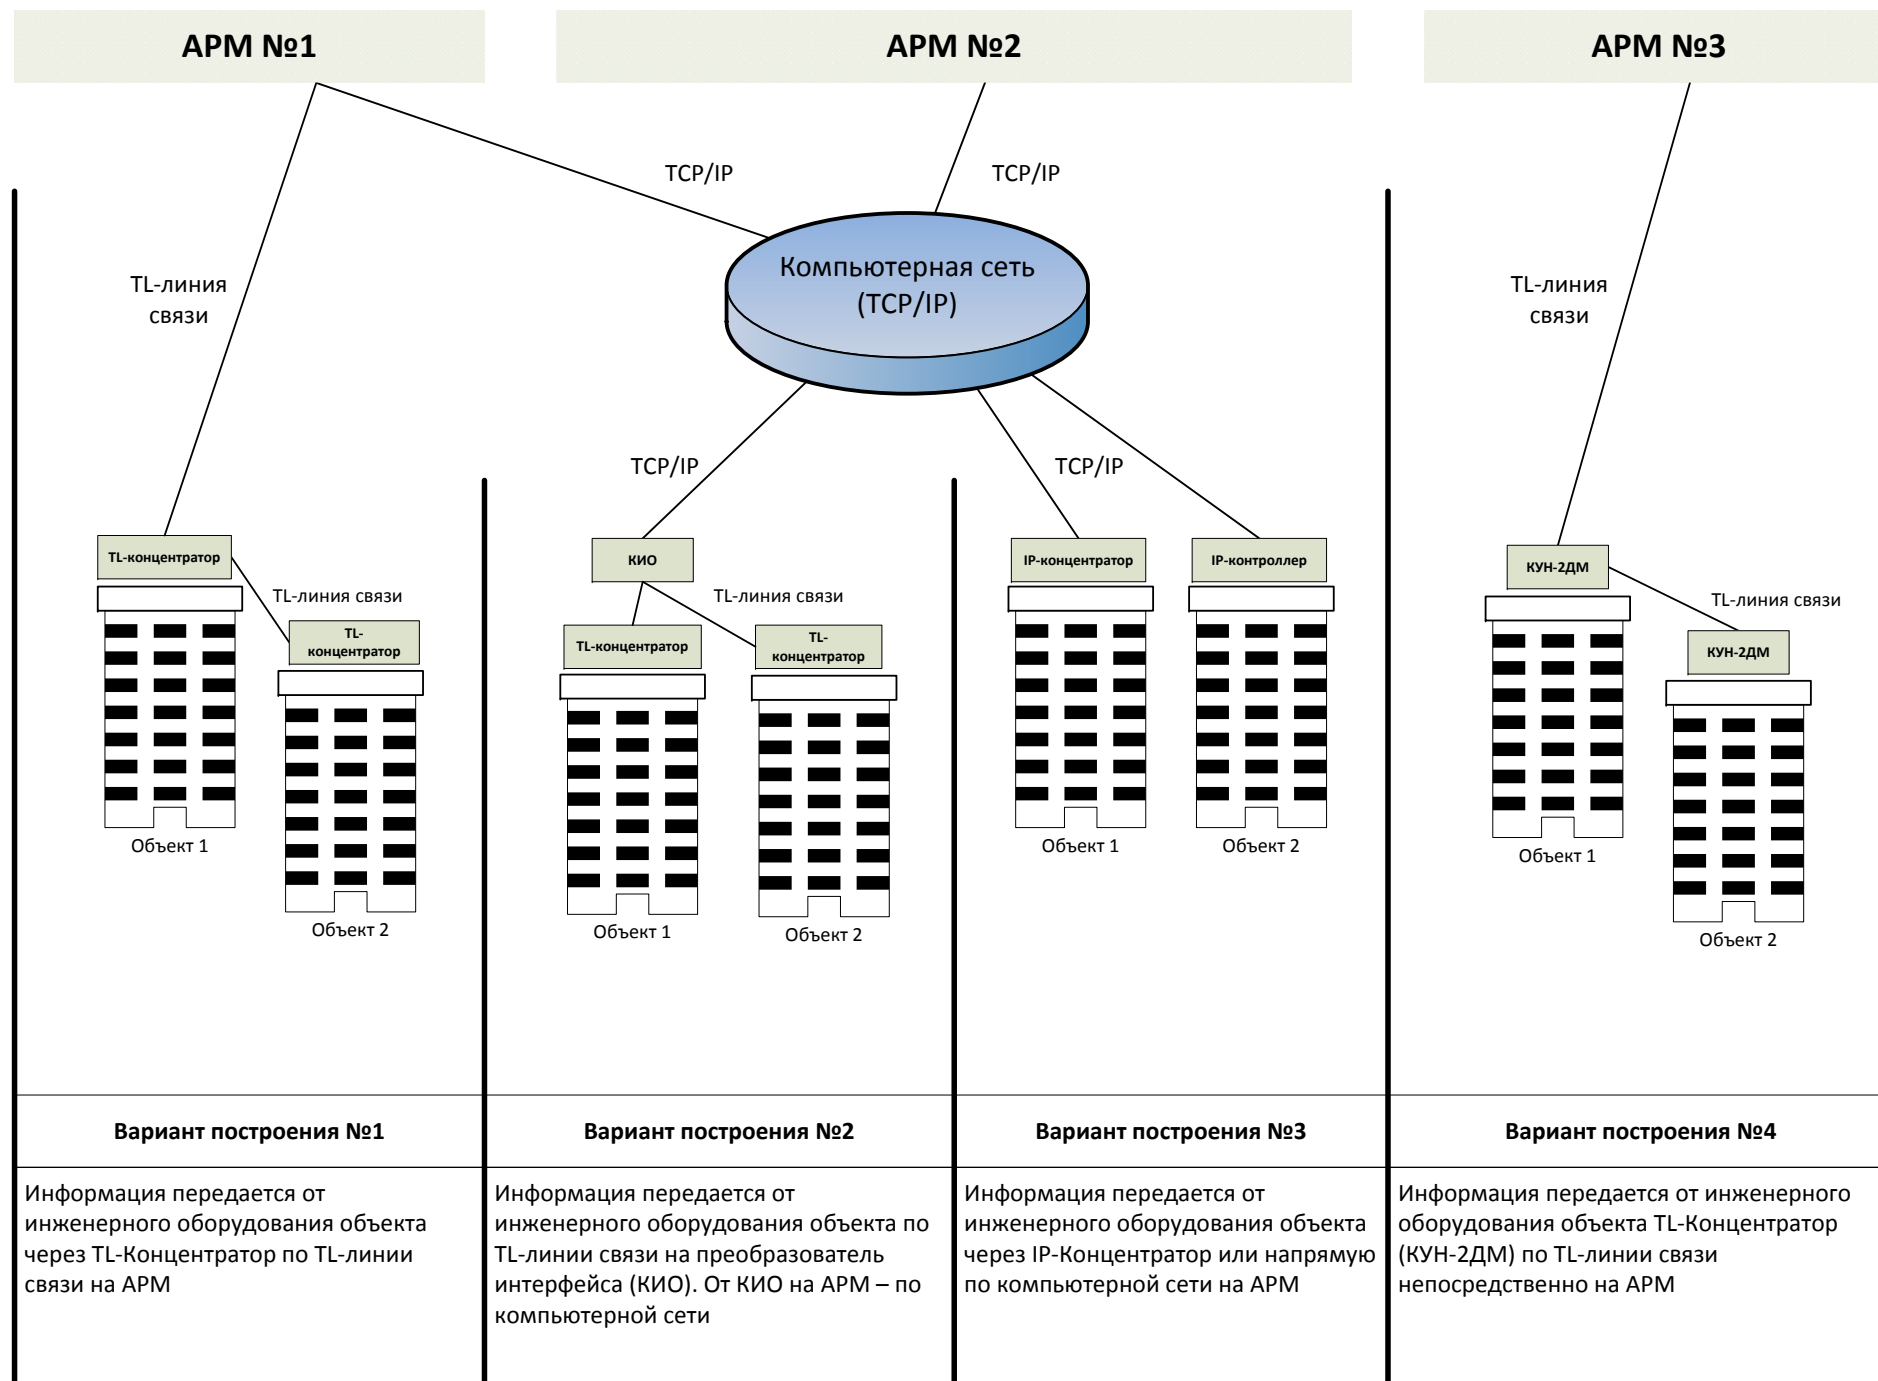 АРМ №1
АРМ №2
АРМ №3
TCP/IP
TCP/IP
Компьютерная сеть
(TCP/IP)
TL-линия
связи
TL-линия
связи
TCP/IP
TCP/IP
TL-концентратор
TL-линия связи
TL-
концентратор
Объект 1
Объект 2
КИО
TL-линия связи
TL-концентратор
TL-
концентратор
Объект 1
Объект 2
IP-концентратор
IP-контроллер
Объект 1
Объект 2
КУН-2ДМ
TL-линия связи
КУН-2ДМ
Объект 1
Объект 2
Вариант построения №1
Информация передается от
инженерного оборудования объекта
через TL-Концентратор по TL-линии
связи на АРМ
Вариант построения №2
Информация передается от
инженерного оборудования объекта по
TL-линии связи на преобразователь
интерфейса (КИО). От КИО на АРМ – по
компьютерной сети
Вариант построения №3
Информация передается от
инженерного оборудования объекта
через IP-Концентратор или напрямую
по компьютерной сети на АРМ
Вариант построения №4
Информация передается от инженерного
оборудования объекта TL-Концентратор
(КУН-2ДМ) по TL-линии связи
непосредственно на АРМ